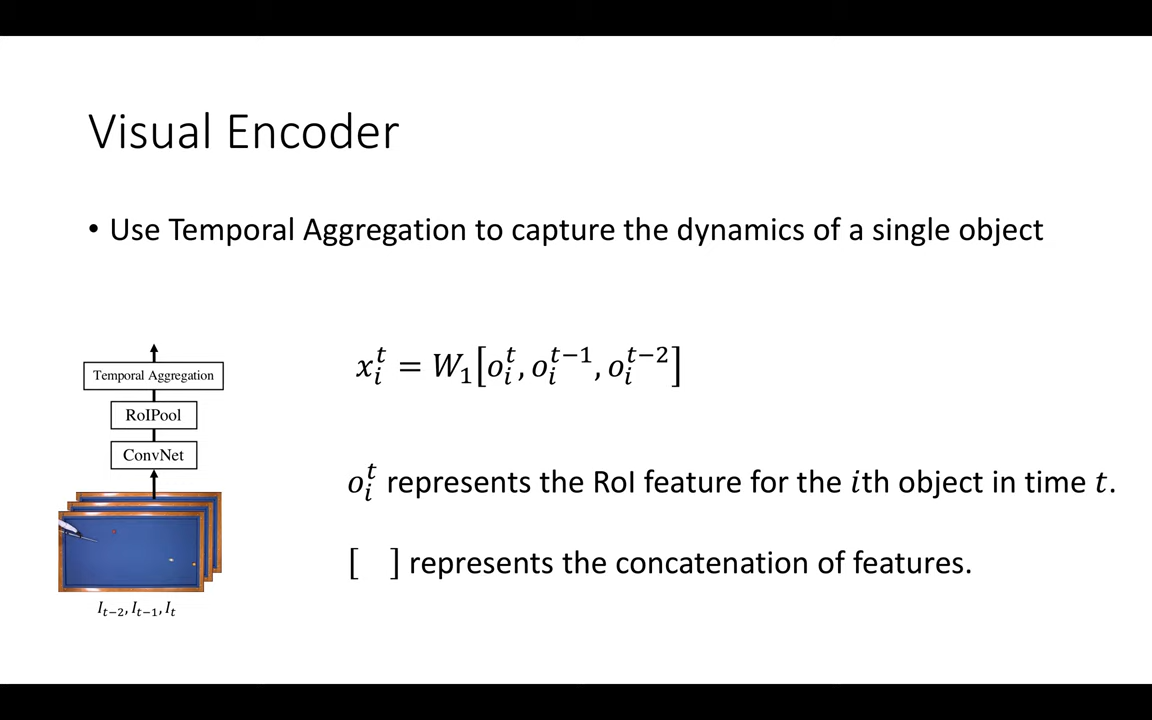 Visual Encoder
• Use Temporal Aggregation to capture the dynamics of a single object
Temporal Aggregation
RoIPool
ConvNet
I_{t−2}, I_{t−1}, I_t
x_i^t = W_1[o_i^t, o_i^{t−1}, o_i^{t−2}]
o_i^t represents the RoI feature for the ith object in time t.
[ ] represents the concatenation of features.